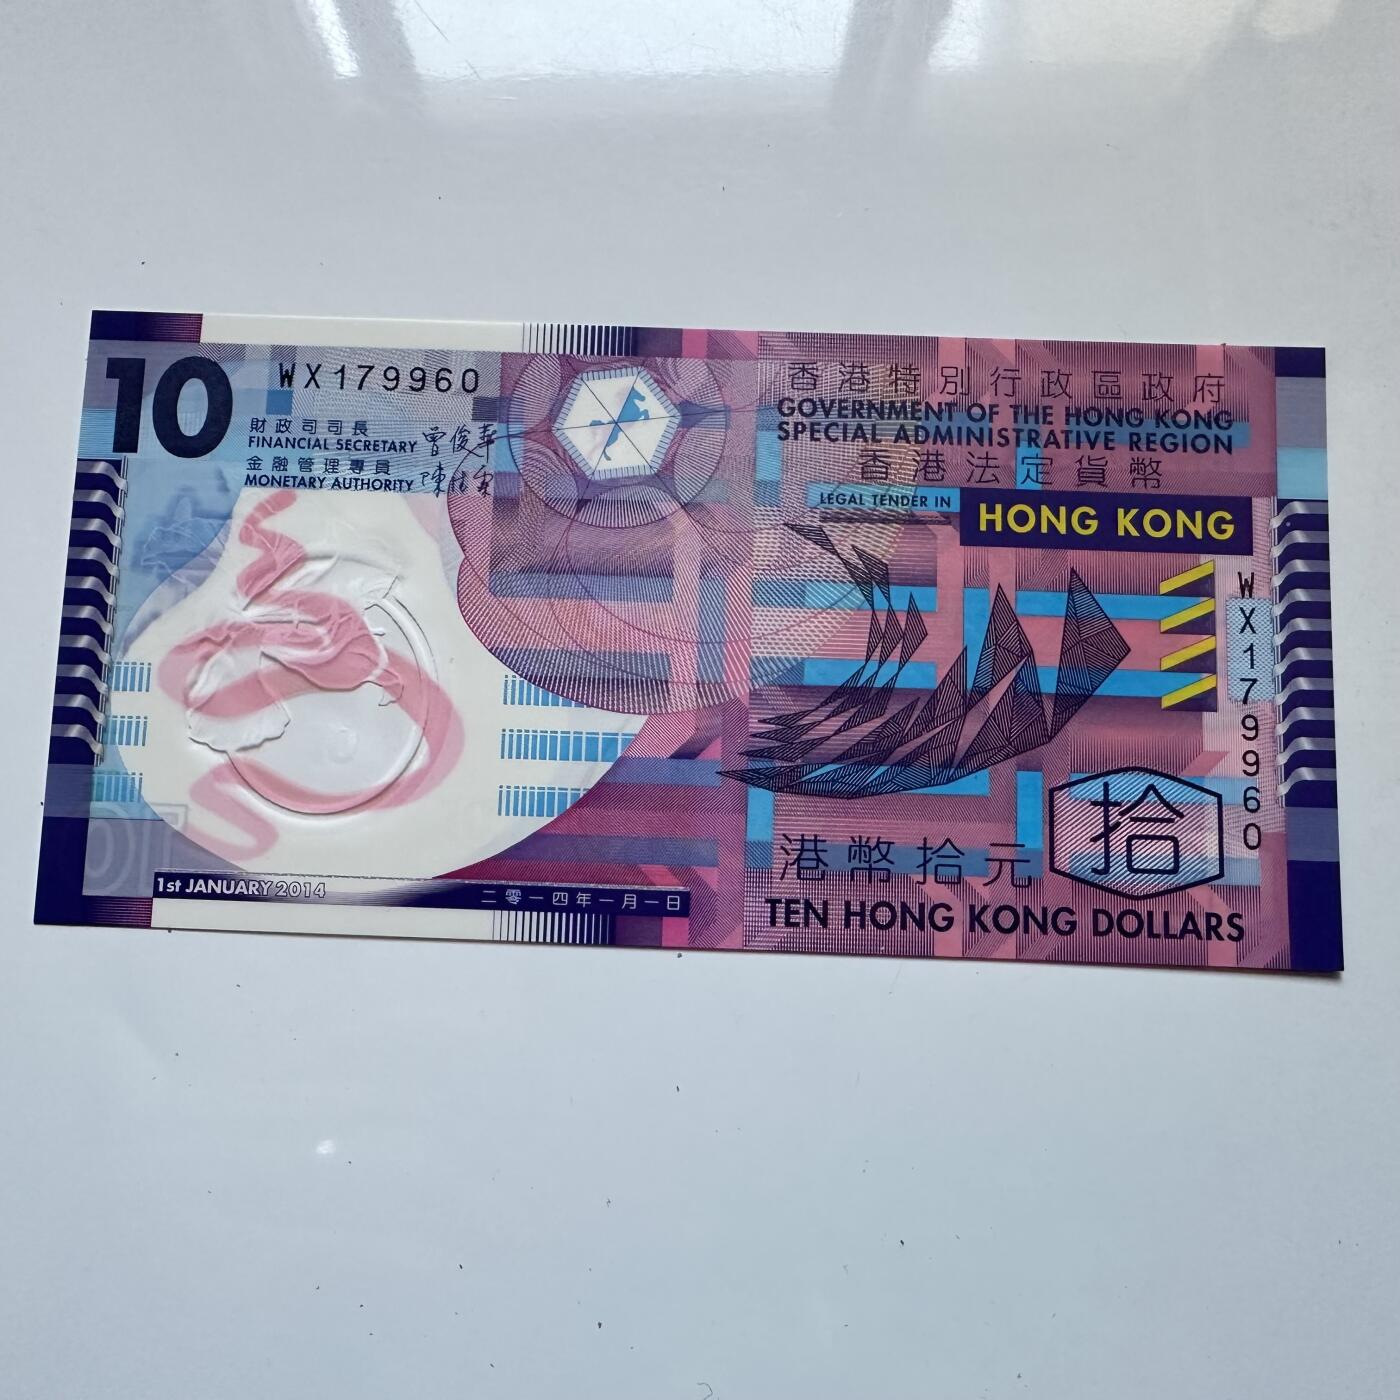 10
WX179960
財政司司長
FINANCIAL SECRETARY 曾俊華
金融管理專員
MONETARY AUTHORITY
香港特別行政區政府
GOVERNMENT OF THE HONG KONG
SPECIAL ADMINISTRATIVE REGION
香港法定貨幣
LEGAL TENDER IN
HONG KONG
WX179960
拾
港幣拾元
TEN HONG KONG DOLLARS
1st JANUARY 2014
二零一四年一月一日